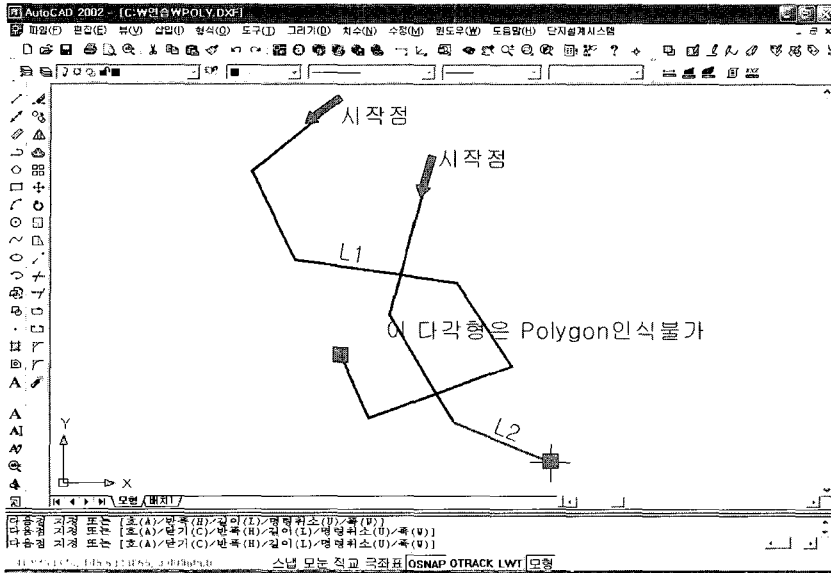 AutoCAD 2002 - [C:\연습\POLY.DXF]
파일(F) 편집(E) 뷰(V) 삽입(I) 형식(O) 도구(T) 그리기(D) 치수(N) 수정(M) 윈도우(W) 도움말(H) 단지설계시스템
시작점
시작점
L1
이 다각형은 Polygon인식불가
L2
Y
X
모형 배치1
다음점 지정 또는 [호(A)/반폭(H)/길이(L)/명령취소(U)/폭(W)]
다음점 지정 또는 [호(A)/닫기(C)/반폭(H)/길이(L)/명령취소(U)/폭(W)]
다음점 지정 또는 [호(A)/닫기(C)/반폭(H)/길이(L)/명령취소(U)/폭(W)]
스냅 모눈 직교 극좌표 OSNAP OTRACK LWT 모형